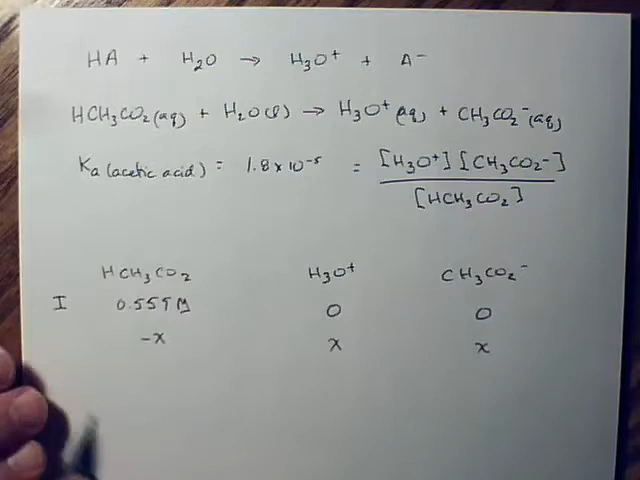 HA + H₂O → H₃O⁺ + A⁻
HCH₃CO₂(aq) + H₂O(l) → H₃O⁺(aq) + CH₃CO₂⁻(aq)
Ka (acetic acid) = 1.8 x 10⁻⁵ = [H₃O⁺][CH₃CO₂⁻]
[HCH₃CO₂]
HCH₃CO₂ H₃O⁺ CH₃CO₂⁻
I 0.555 M 0 0
-x x x